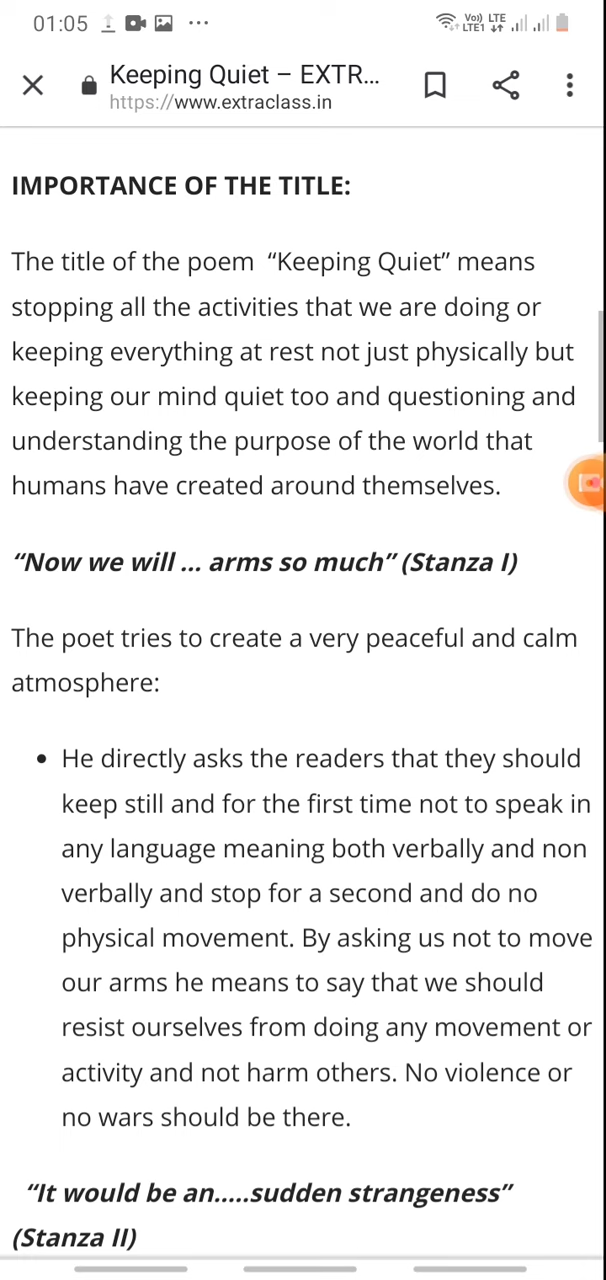 01:05
Vo)) LTE
LTE1
Keeping Quiet – EXTR...
https://www.extraclass.in
IMPORTANCE OF THE TITLE:
The title of the poem “Keeping Quiet” means
stopping all the activities that we are doing or
keeping everything at rest not just physically but
keeping our mind quiet too and questioning and
understanding the purpose of the world that
humans have created around themselves.
“Now we will ... arms so much” (Stanza I)
The poet tries to create a very peaceful and calm
atmosphere:
• He directly asks the readers that they should
keep still and for the first time not to speak in
any language meaning both verbally and non
verbally and stop for a second and do no
physical movement. By asking us not to move
our arms he means to say that we should
resist ourselves from doing any movement or
activity and not harm others. No violence or
no wars should be there.
“It would be an.....sudden strangeness”
(Stanza II)